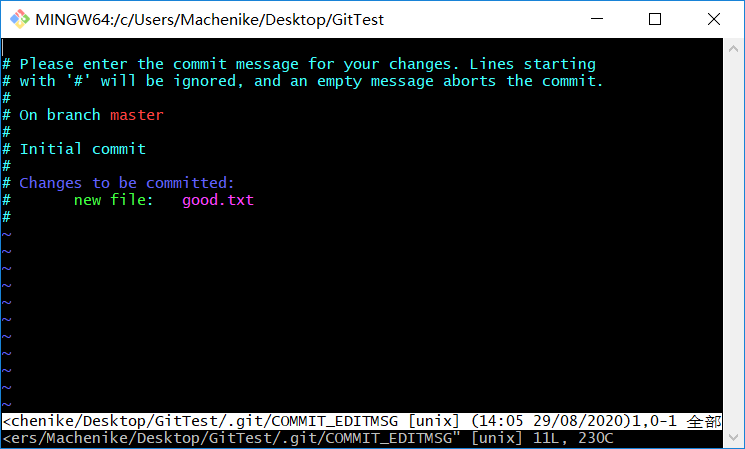 MINGW64:/c/Users/Machenike/Desktop/GitTest
# Please enter the commit message for your changes. Lines starting
# with '#' will be ignored, and an empty message aborts the commit.
#
# On branch master
#
# Initial commit
#
# Changes to be committed:
#       new file:   good.txt
#
~
~
~
~
~
~
~
~
~
~
~
<chenike/Desktop/GitTest/.git/COMMIT_EDITMSG [unix] (14:05 29/08/2020)1,0-1 全部
<ers/Machenike/Desktop/GitTest/.git/COMMIT_EDITMSG" [unix] 11L, 230C